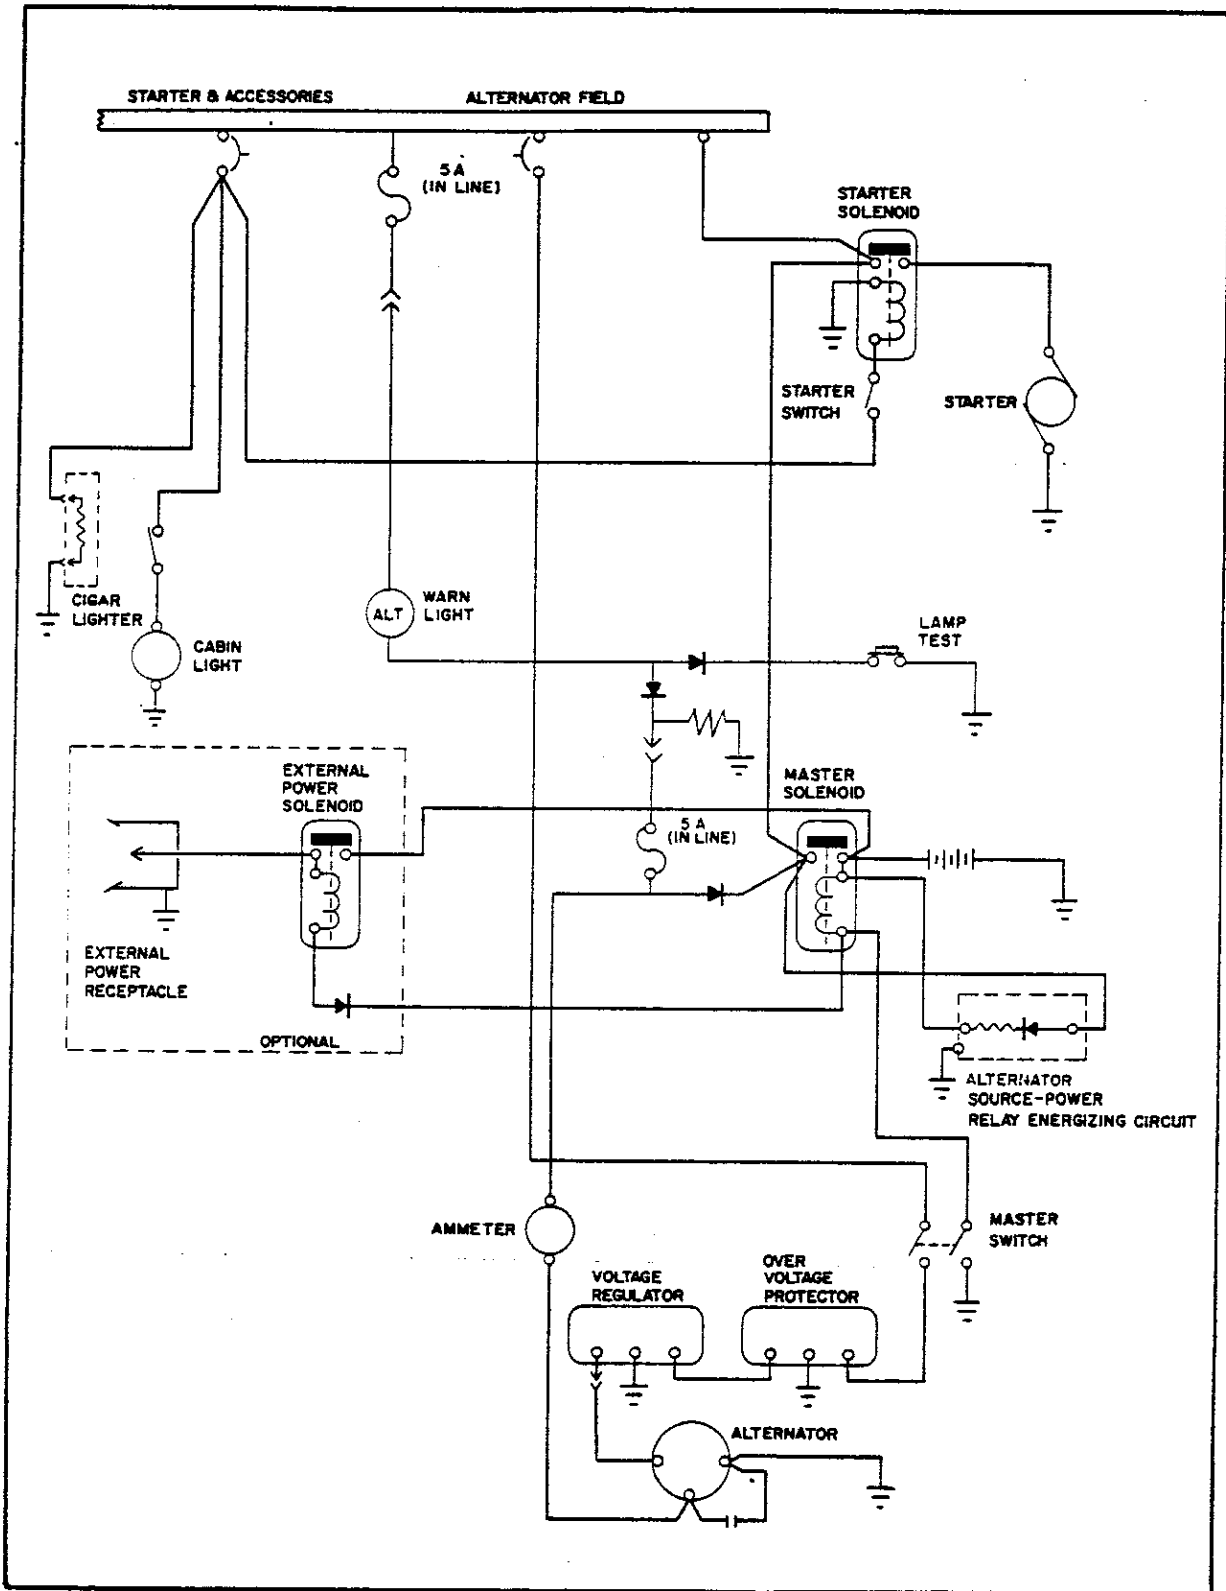 STARTER & ACCESSORIES
ALTERNATOR FIELD
5 A
(IN LINE)
STARTER
SOLENOID
STARTER
SWITCH
STARTER
CIGAR
LIGHTER
CABIN
LIGHT
ALT
WARN
LIGHT
LAMP
TEST
EXTERNAL
POWER
SOLENOID
MASTER
SOLENOID
5 A
(IN LINE)
EXTERNAL
POWER
RECEPTACLE
OPTIONAL
ALTERNATOR
SOURCE-POWER
RELAY ENERGIZING CIRCUIT
AMMETER
MASTER
SWITCH
VOLTAGE
REGULATOR
OVER
VOLTAGE
PROTECTOR
ALTERNATOR